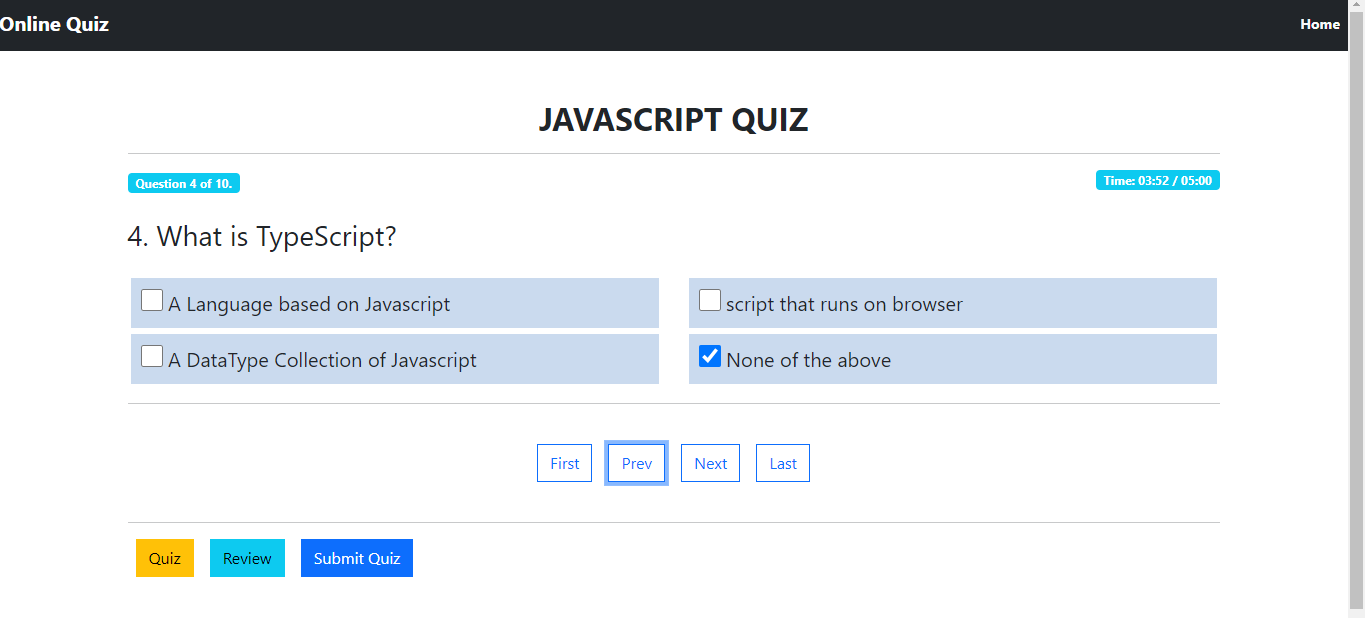 Online Quiz
Home
JAVASCRIPT QUIZ
Question 4 of 10.
Time: 03:52 / 05:00
4. What is TypeScript?
A Language based on Javascript
script that runs on browser
A DataType Collection of Javascript
None of the above
First
Prev
Next
Last
Quiz
Review
Submit Quiz